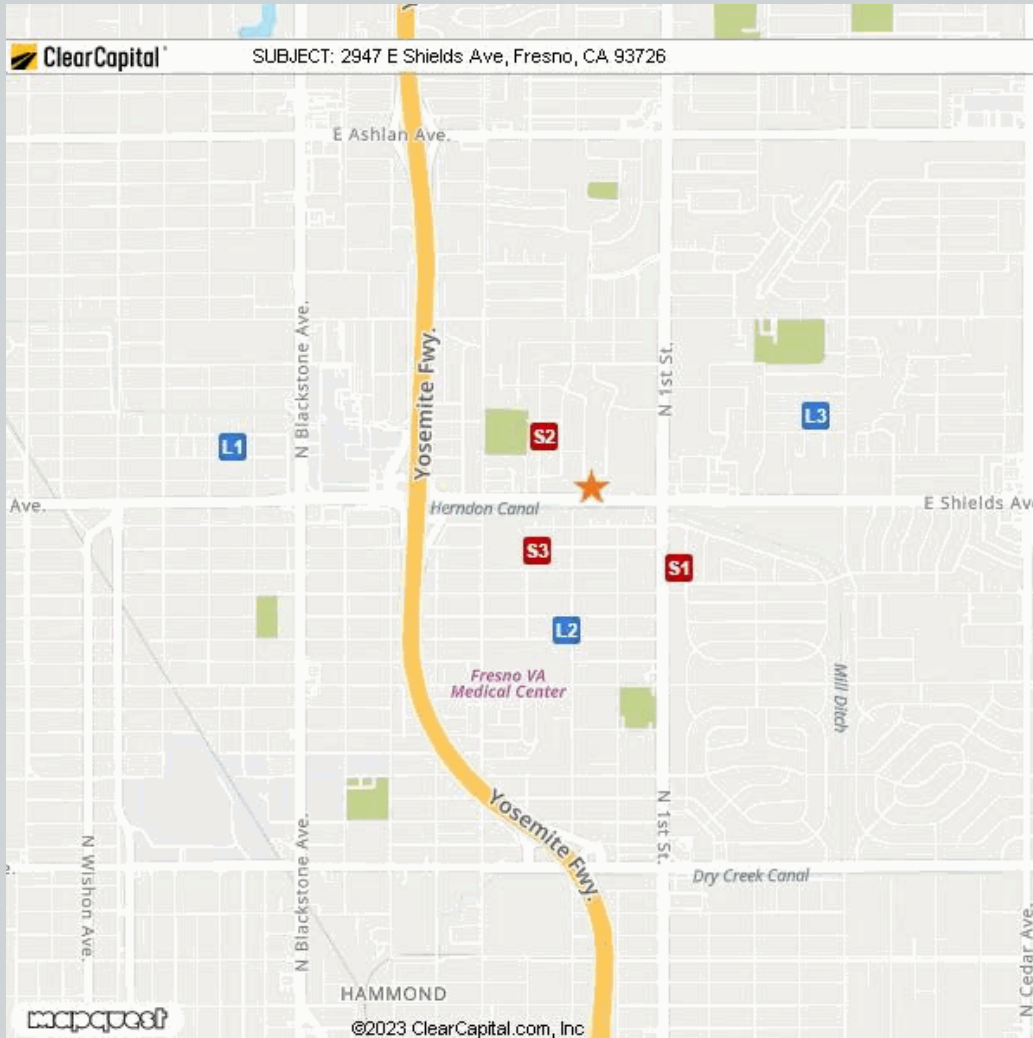 ClearCapital
SUBJECT: 2947 E Shields Ave, Fresno, CA 93726
E Ashlan Ave.
N Blackstone Ave.
Yosemite Fwy.
N 1st St.
L3
S2
L1
Ave.
Herndon Canal
E Shields Ave
S3
S1
L2
Fresno VA
Medical Center
Mill Ditch
Yosemite Fwy.
N 1st St.
N Wishon Ave.
N Blackstone Ave.
Dry Creek Canal
N Cedar Ave.
HAMMOND
mapquest
©2023 ClearCapital.com, Inc